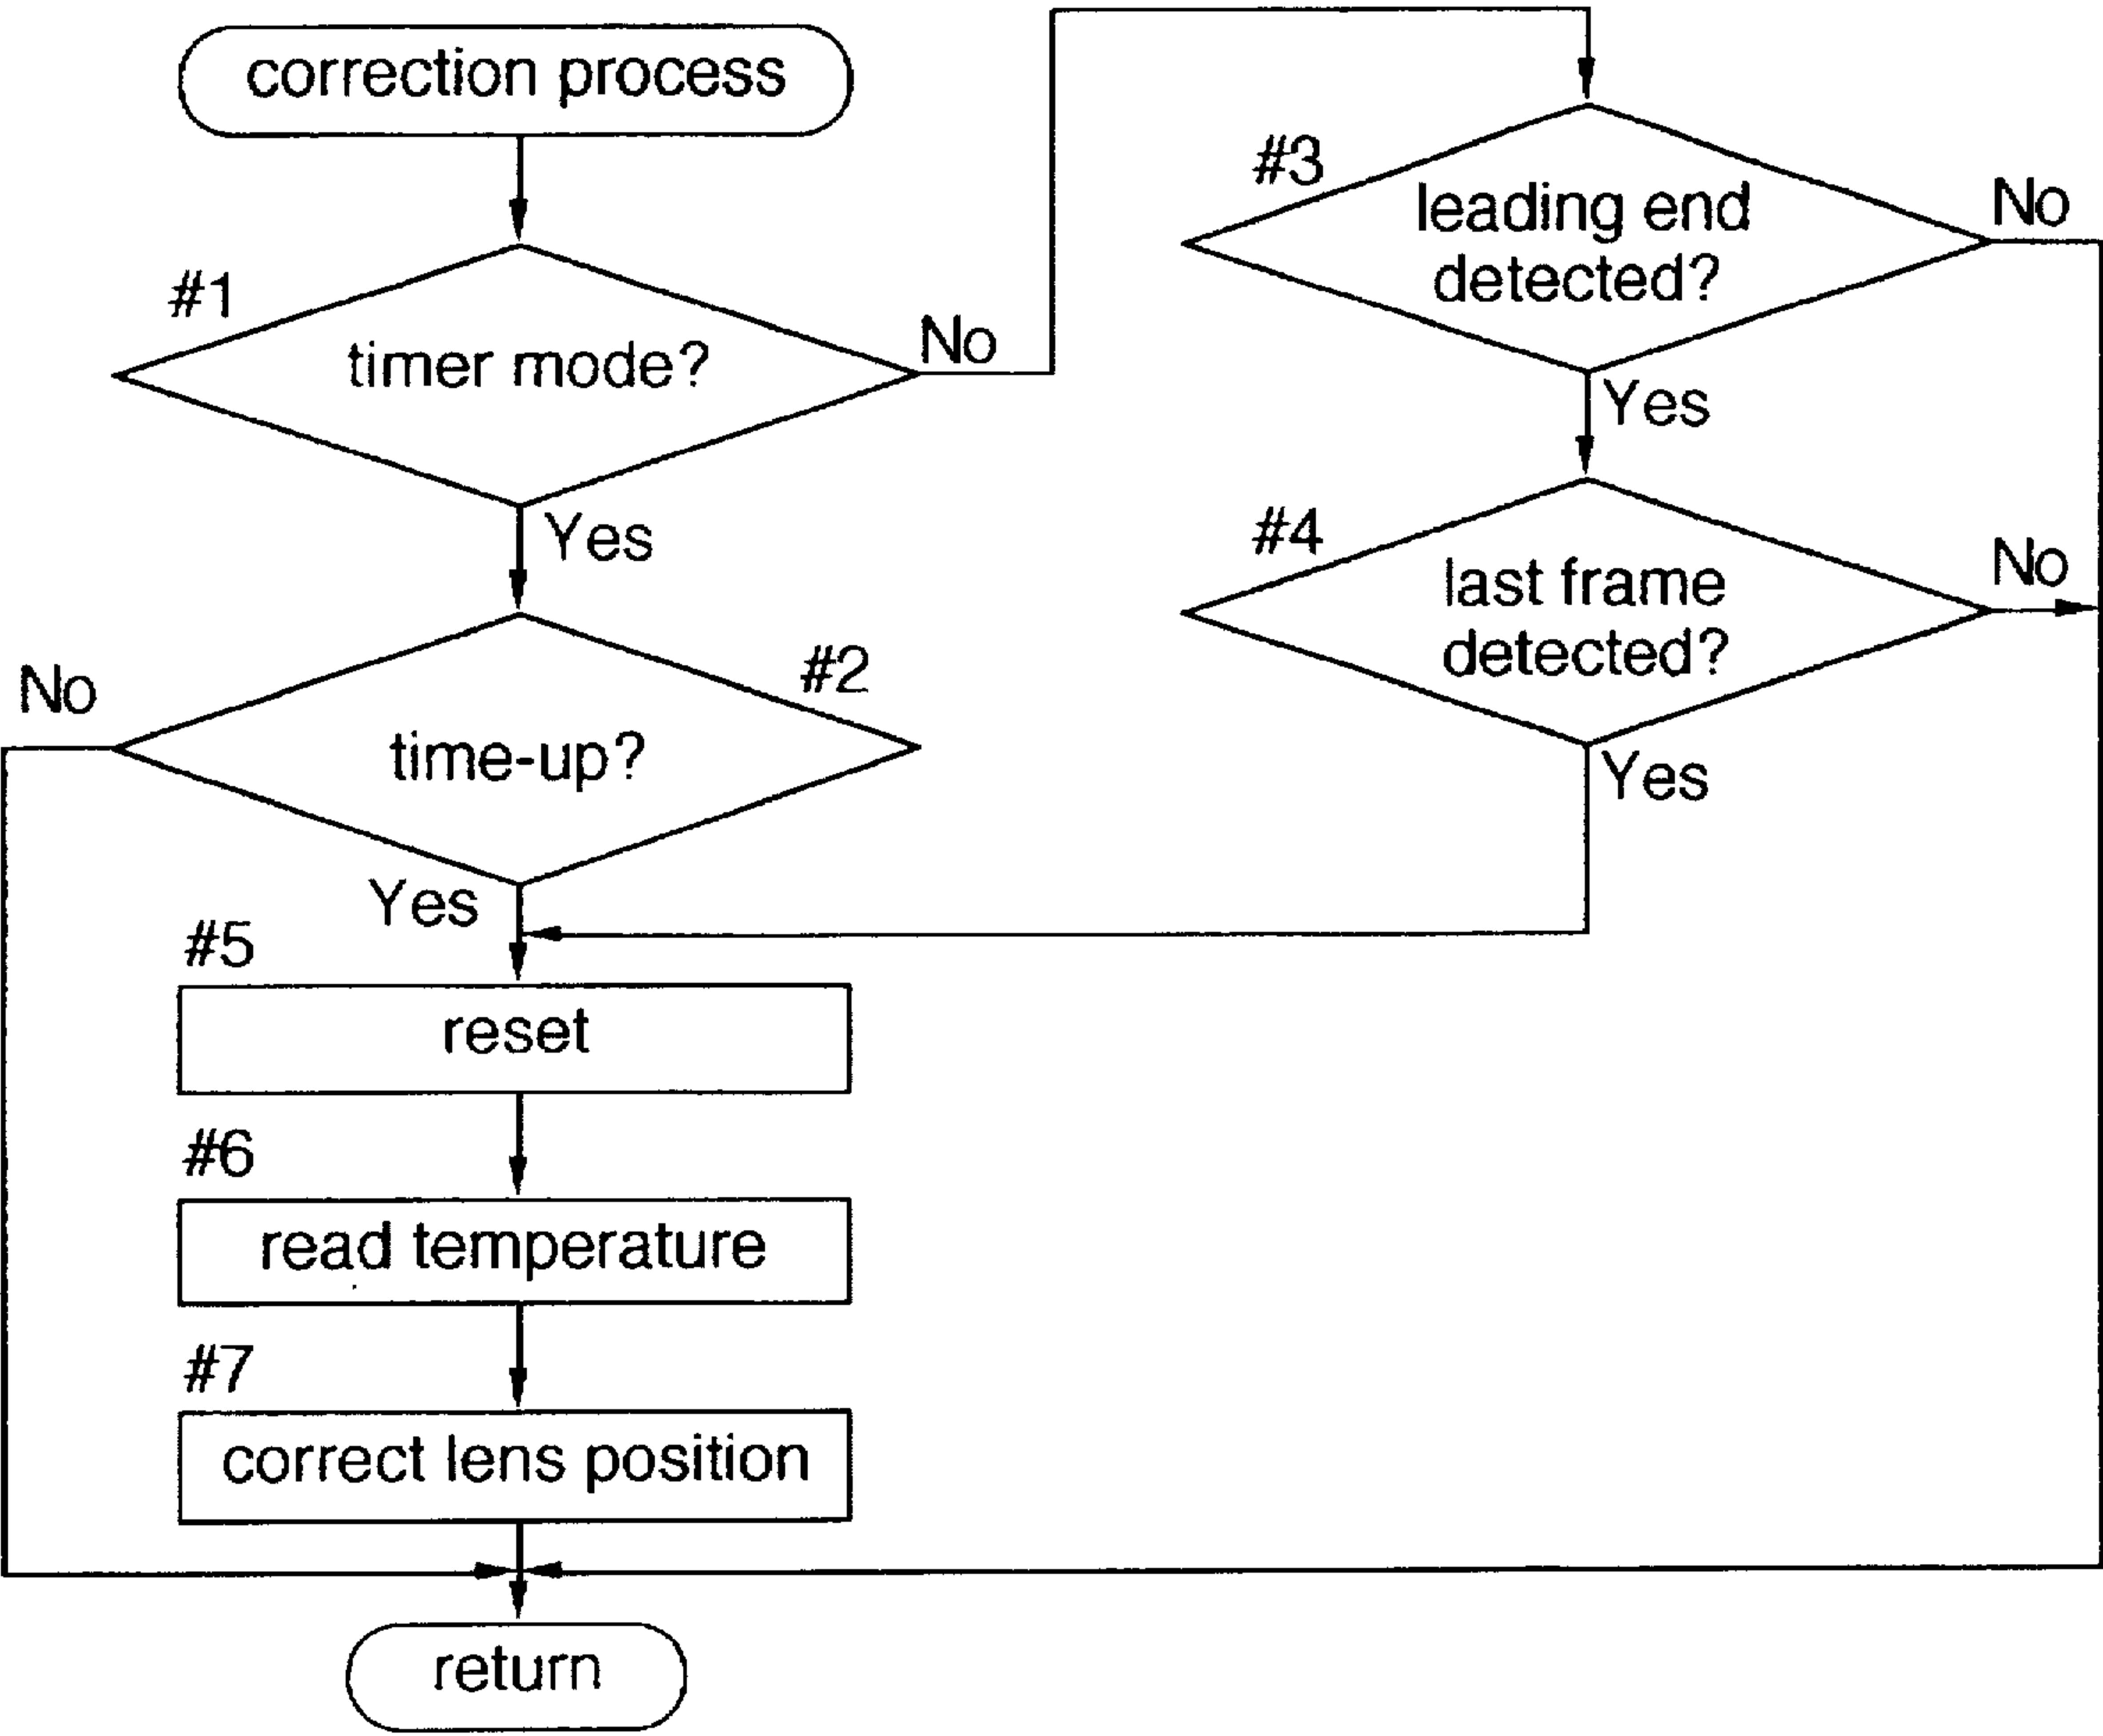 correction process
#1
timer mode?
No
Yes
#2
No
time-up?
Yes
#3
leading end
detected?
No
Yes
#4
last frame
detected?
No
Yes
#5
reset
#6
read temperature
#7
correct lens position
return